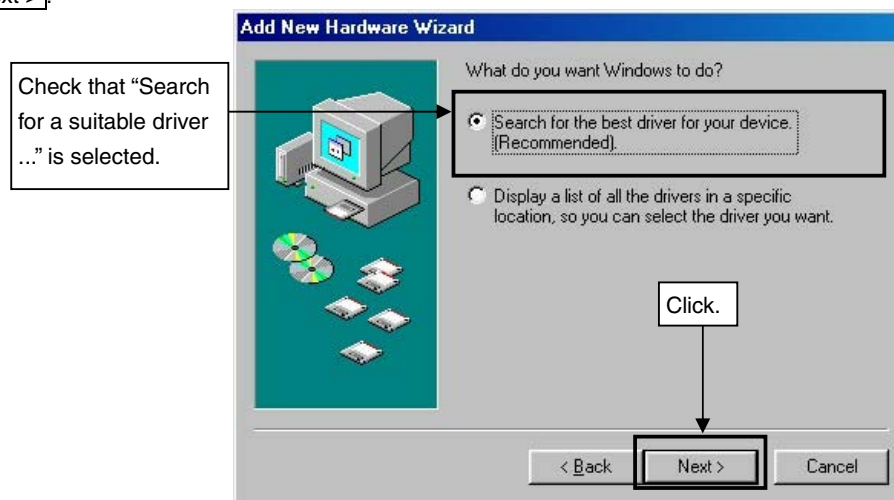 Add New Hardware Wizard
Check that “Search
for a suitable driver
...” is selected.
What do you want Windows to do?
Search for the best driver for your device.
(Recommended).
Display a list of all the drivers in a specific
location, so you can select the driver you want.
Click.
< Back
Next >
Cancel